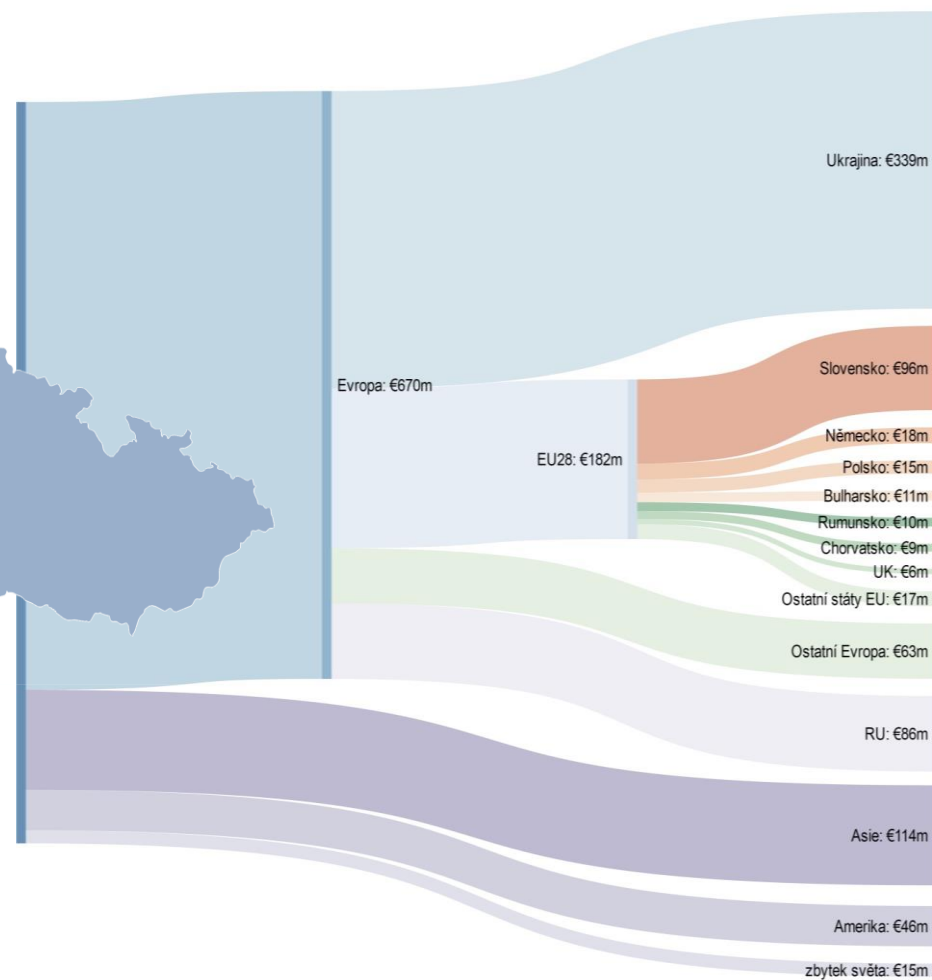 Ukrajina: €339m
Evropa: €670m
Slovensko: €96m
Německo: €18m
EU28: €182m
Polsko: €15m
Bulharsko: €11m
Rumunsko: €10m
Chorvatsko: €9m
UK: €6m
Ostatní státy EU: €17m
Ostatní Evropa: €63m
RU: €86m
Asie: €114m
Amerika: €46m
zbytek světa: €15m